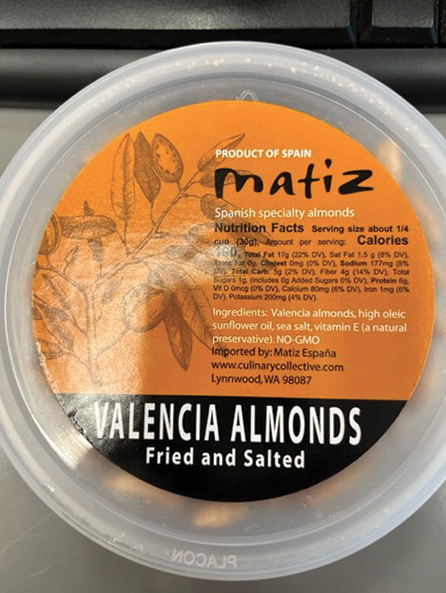 PRODUCT OF SPAIN
matiz
Spanish specialty almonds
Nutrition Facts Serving size about 1/4
cup (30g), Amount per serving: Calories
190, Total Fat 17g (22% DV), Sat Fat 1.5 g (8% DV),
Trans Fat 0g, Cholest 0mg (0% DV), Sodium 177mg (8%
DV), Total Carb. 5g (2% DV), Fiber 4g (14% DV), Total
Sugars 1g, (includes 0g Added Sugars 0% DV), Protein 6g,
Vit D 0mcg (0% DV), Calcium 80mg (6% DV), Iron 1mg (6%
DV), Potassium 200mg (4% DV).
Ingredients: Valencia almonds, high oleic
sunflower oil, sea salt, vitamin E (a natural
preservative). NO-GMO
Imported by: Matiz España
www.culinarycollective.com
Lynnwood, WA 98087
VALENCIA ALMONDS
Fried and Salted
PLACON